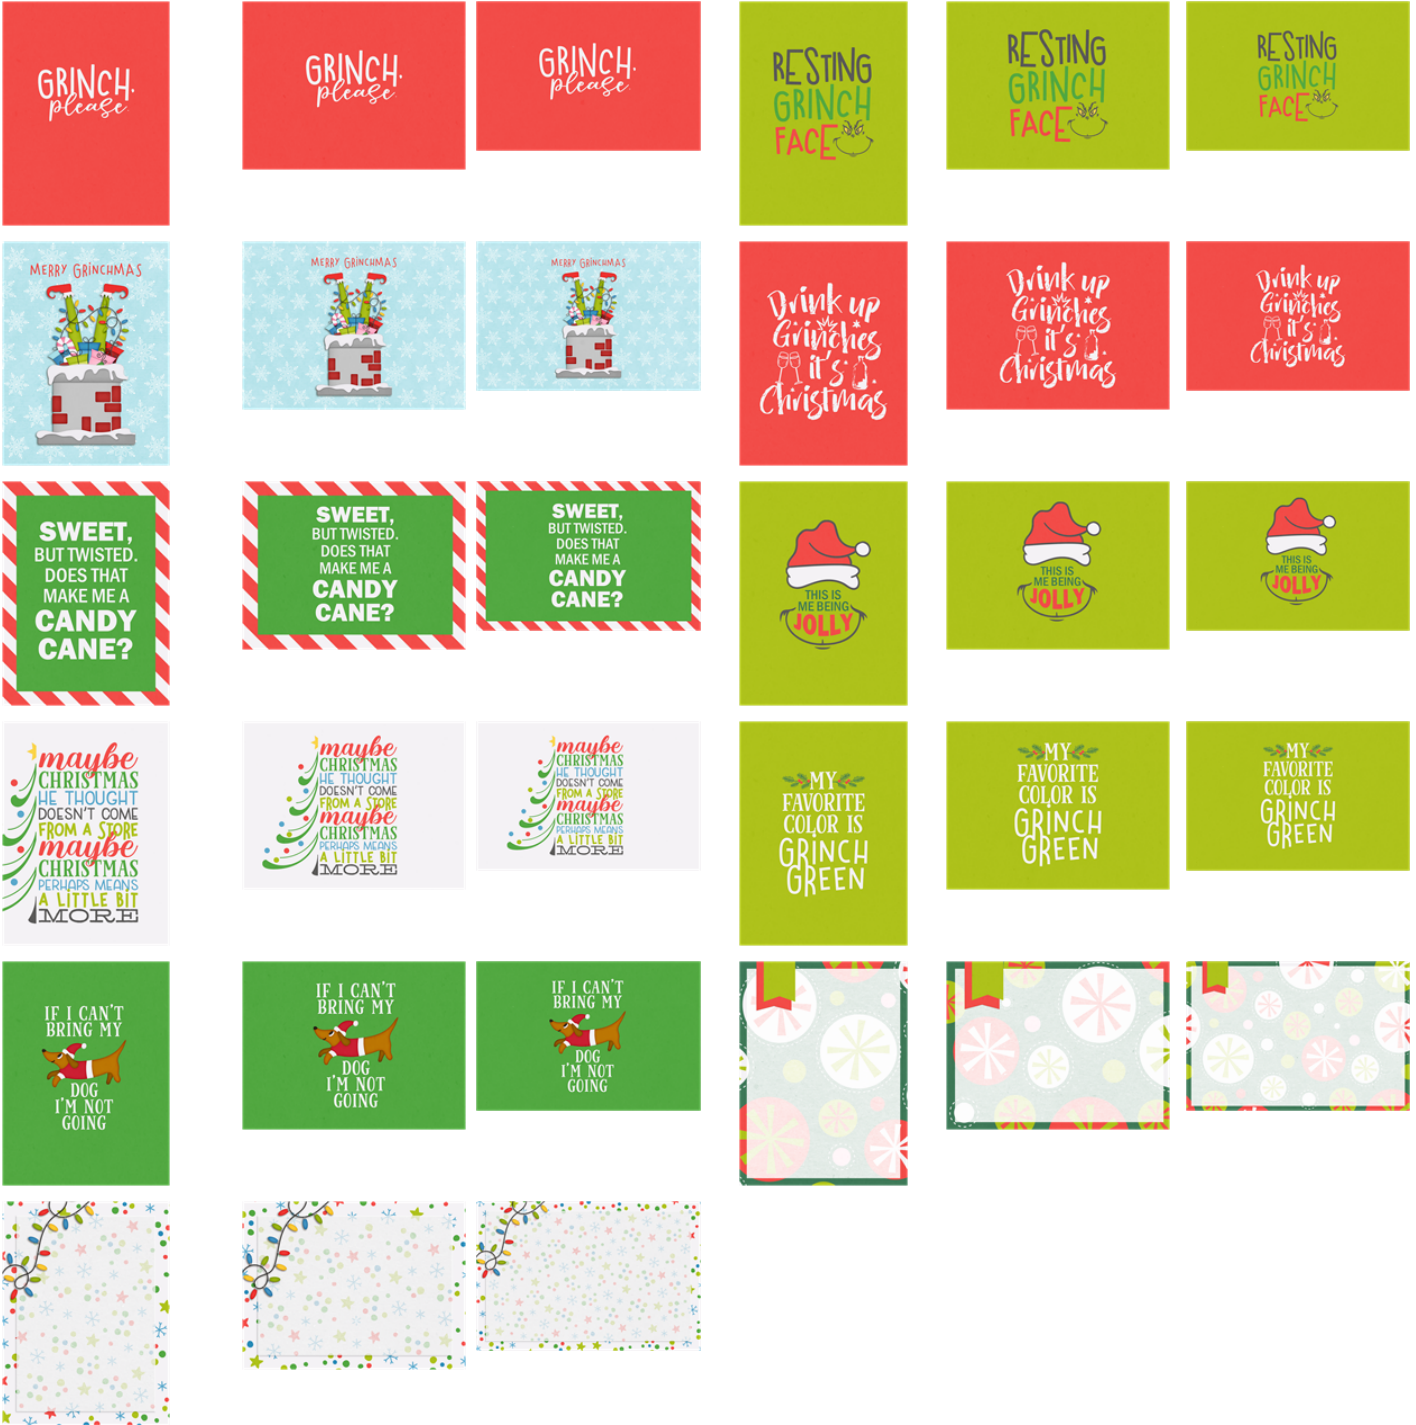 GRINCH,
please.
GRINCH,
please.
GRINCH,
please.
RESTING
GRINCH
FACE
RESTING
GRINCH
FACE
RESTING
GRINCH
FACE
MERRY GRINCHMAS
MERRY GRINCHMAS
MERRY GRINCHMAS
Drink up
Grinches
it's
Christmas
Drink up
Grinches
it's
Christmas
Drink up
Grinches
it's
Christmas
SWEET,
BUT TWISTED.
DOES THAT
MAKE ME A
CANDY
CANE?
SWEET,
BUT TWISTED.
DOES THAT
MAKE ME A
CANDY
CANE?
SWEET,
BUT TWISTED.
DOES THAT
MAKE ME A
CANDY
CANE?
THIS IS
ME BEING
JOLLY
THIS IS
ME BEING
JOLLY
THIS IS
ME BEING
JOLLY
maybe
CHRISTMAS
HE THOUGHT
DOESN'T COME
FROM A STORE
maybe
CHRISTMAS
PERHAPS MEANS
A LITTLE BIT
MORE
maybe
CHRISTMAS
HE THOUGHT
DOESN'T COME
FROM A STORE
maybe
CHRISTMAS
PERHAPS MEANS
A LITTLE BIT
MORE
maybe
CHRISTMAS
HE THOUGHT
DOESN'T COME
FROM A STORE
maybe
CHRISTMAS
PERHAPS MEANS
A LITTLE BIT
MORE
MY
FAVORITE
COLOR IS
GRINCH
GREEN
MY
FAVORITE
COLOR IS
GRINCH
GREEN
MY
FAVORITE
COLOR IS
GRINCH
GREEN
IF I CAN'T
BRING MY
DOG
I'M NOT
GOING
IF I CAN'T
BRING MY
DOG
I'M NOT
GOING
IF I CAN'T
BRING MY
DOG
I'M NOT
GOING